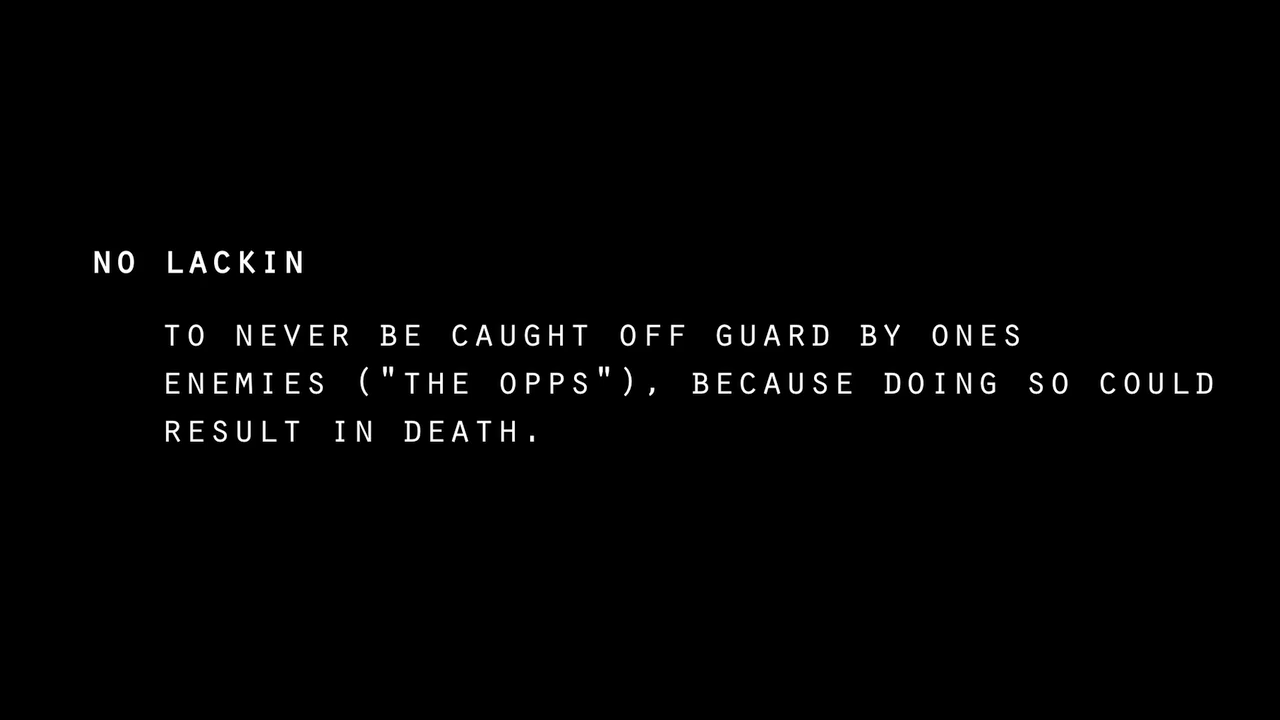 NO LACKIN
TO NEVER BE CAUGHT OFF GUARD BY ONES
ENEMIES ("THE OPPS"), BECAUSE DOING SO COULD
RESULT IN DEATH.